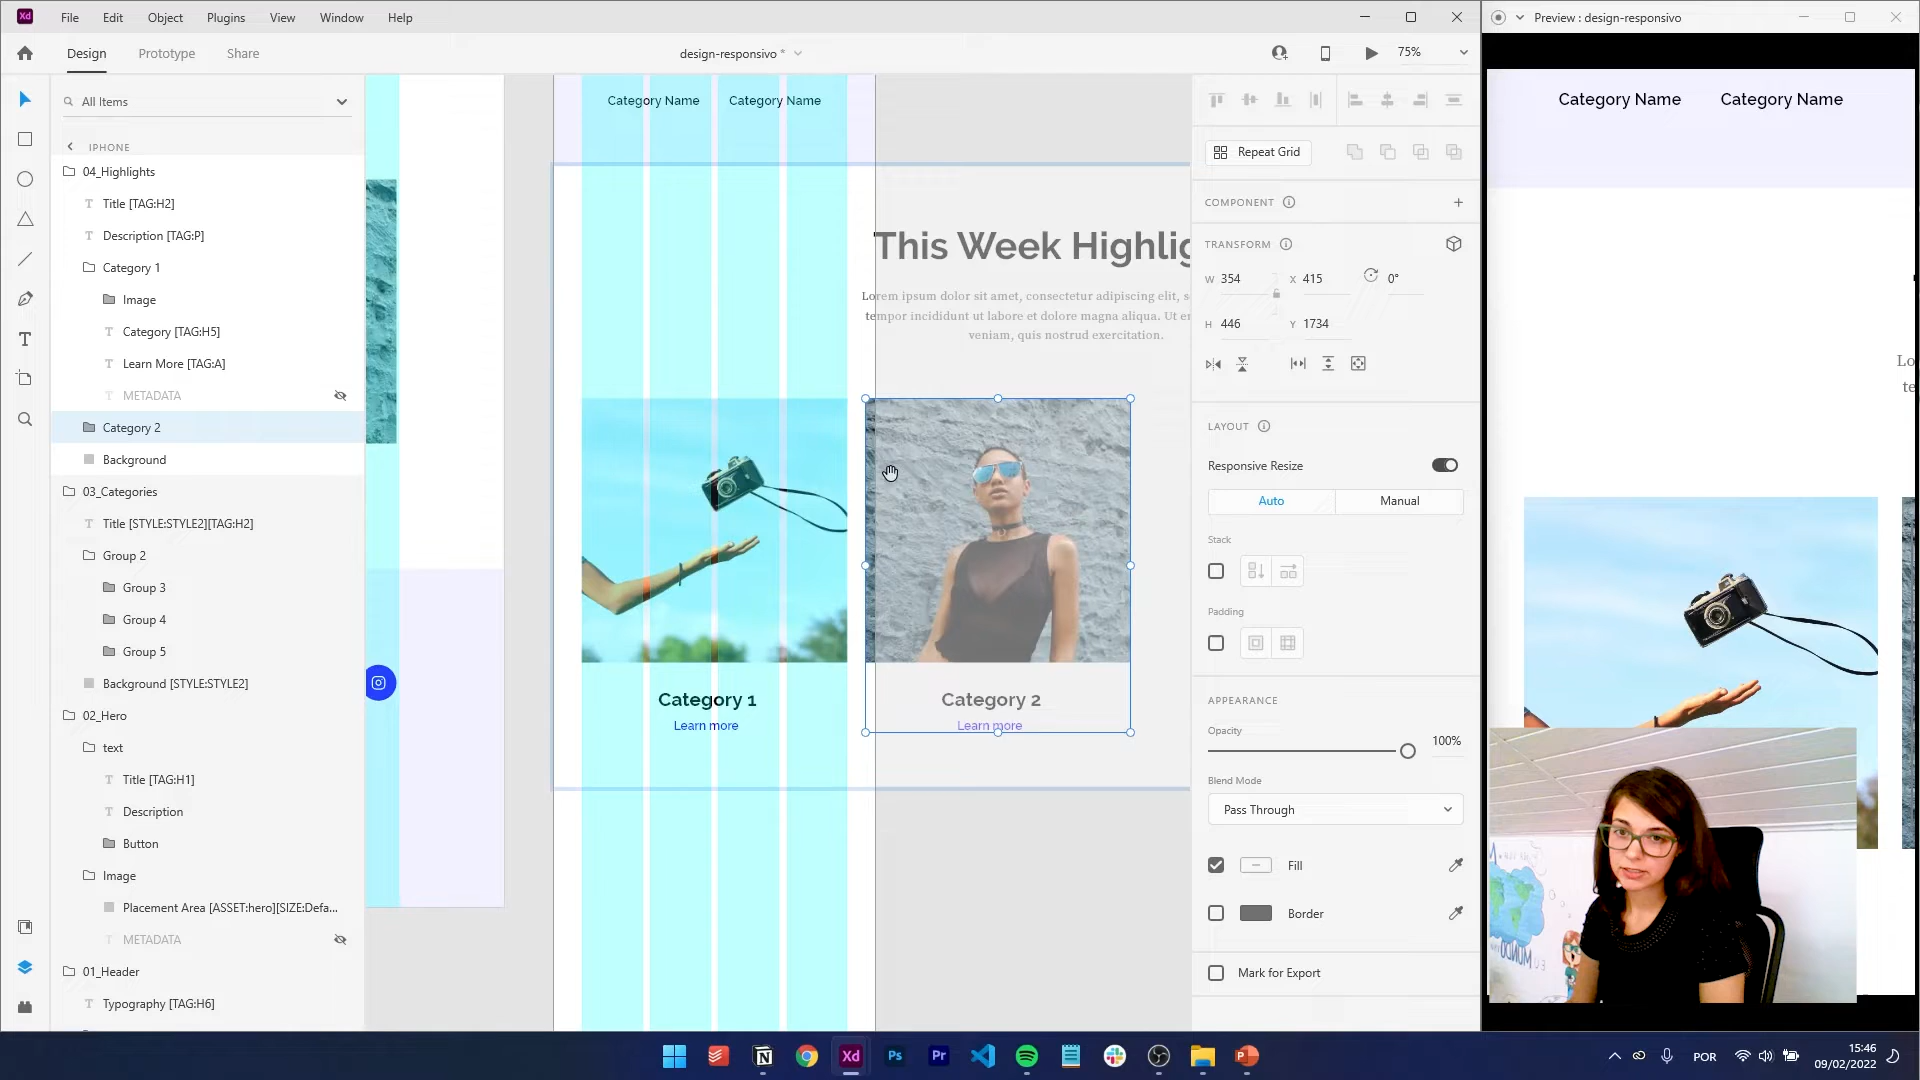 Xd File Edit Object Plugins View Window Help
Preview : design-responsivo
Design Prototype Share
design-responsivo *
75%
All Items
IPHONE
04_Highlights
Title [TAG:H2]
Description [TAG:P]
Category 1
Image
Category [TAG:H5]
Learn More [TAG:A]
METADATA
Category 2
Background
03_Categories
Title [STYLE:STYLE2][TAG:H2]
Group 2
Group 3
Group 4
Group 5
Background [STYLE:STYLE2]
02_Hero
text
Title [TAG:H1]
Description
Button
Image
Placement Area [ASSET:hero][SIZE:Defa...
METADATA
01_Header
Typography [TAG:H6]
Category Name Category Name
This Week Highlig
Lorem ipsum dolor sit amet, consectetur adipiscing elit, s
tempor incididunt ut labore et dolore magna aliqua. Ut e
veniam, quis nostrud exercitation.
Category 1
Learn more
Category 2
Learn more
Repeat Grid
COMPONENT
TRANSFORM
W 354 X 415 0°
H 446 Y 1734
LAYOUT
Responsive Resize
Auto Manual
Stack
Padding
APPEARANCE
Opacity
100%
Blend Mode
Pass Through
Fill
Border
Mark for Export
Category Name Category Name
Lo
te
MUNDO
Xd Ps Pr
POR
15:46
09/02/2022